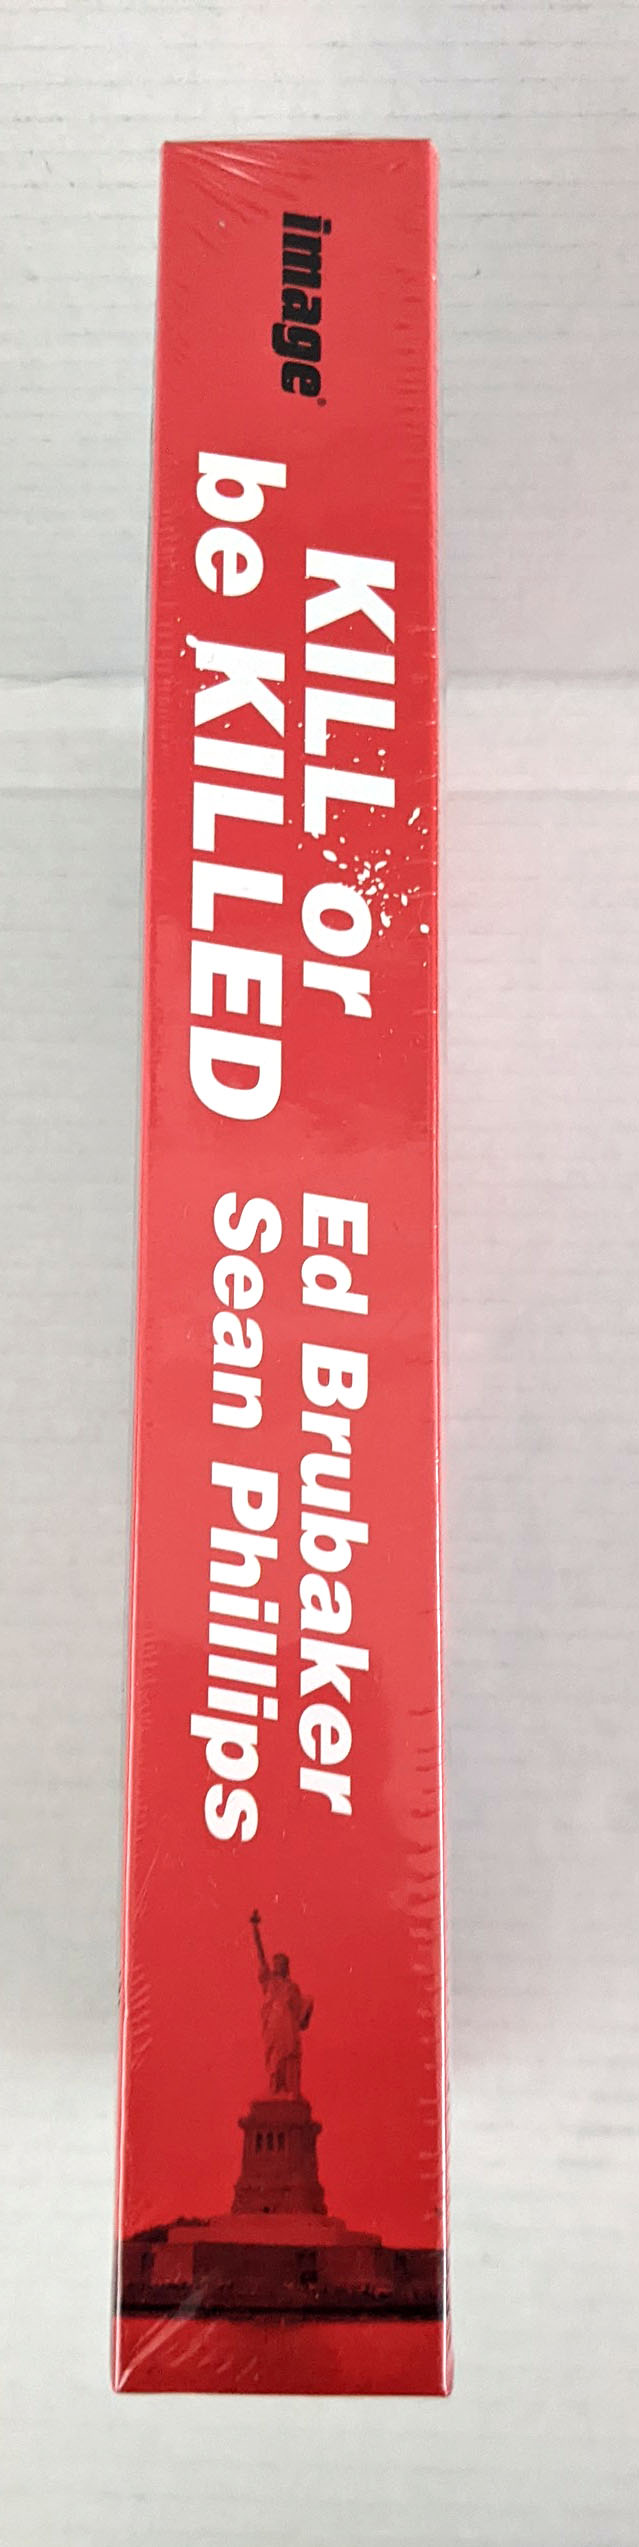 image®
KILL or
be KILLED
Ed Brubaker
Sean Phillips